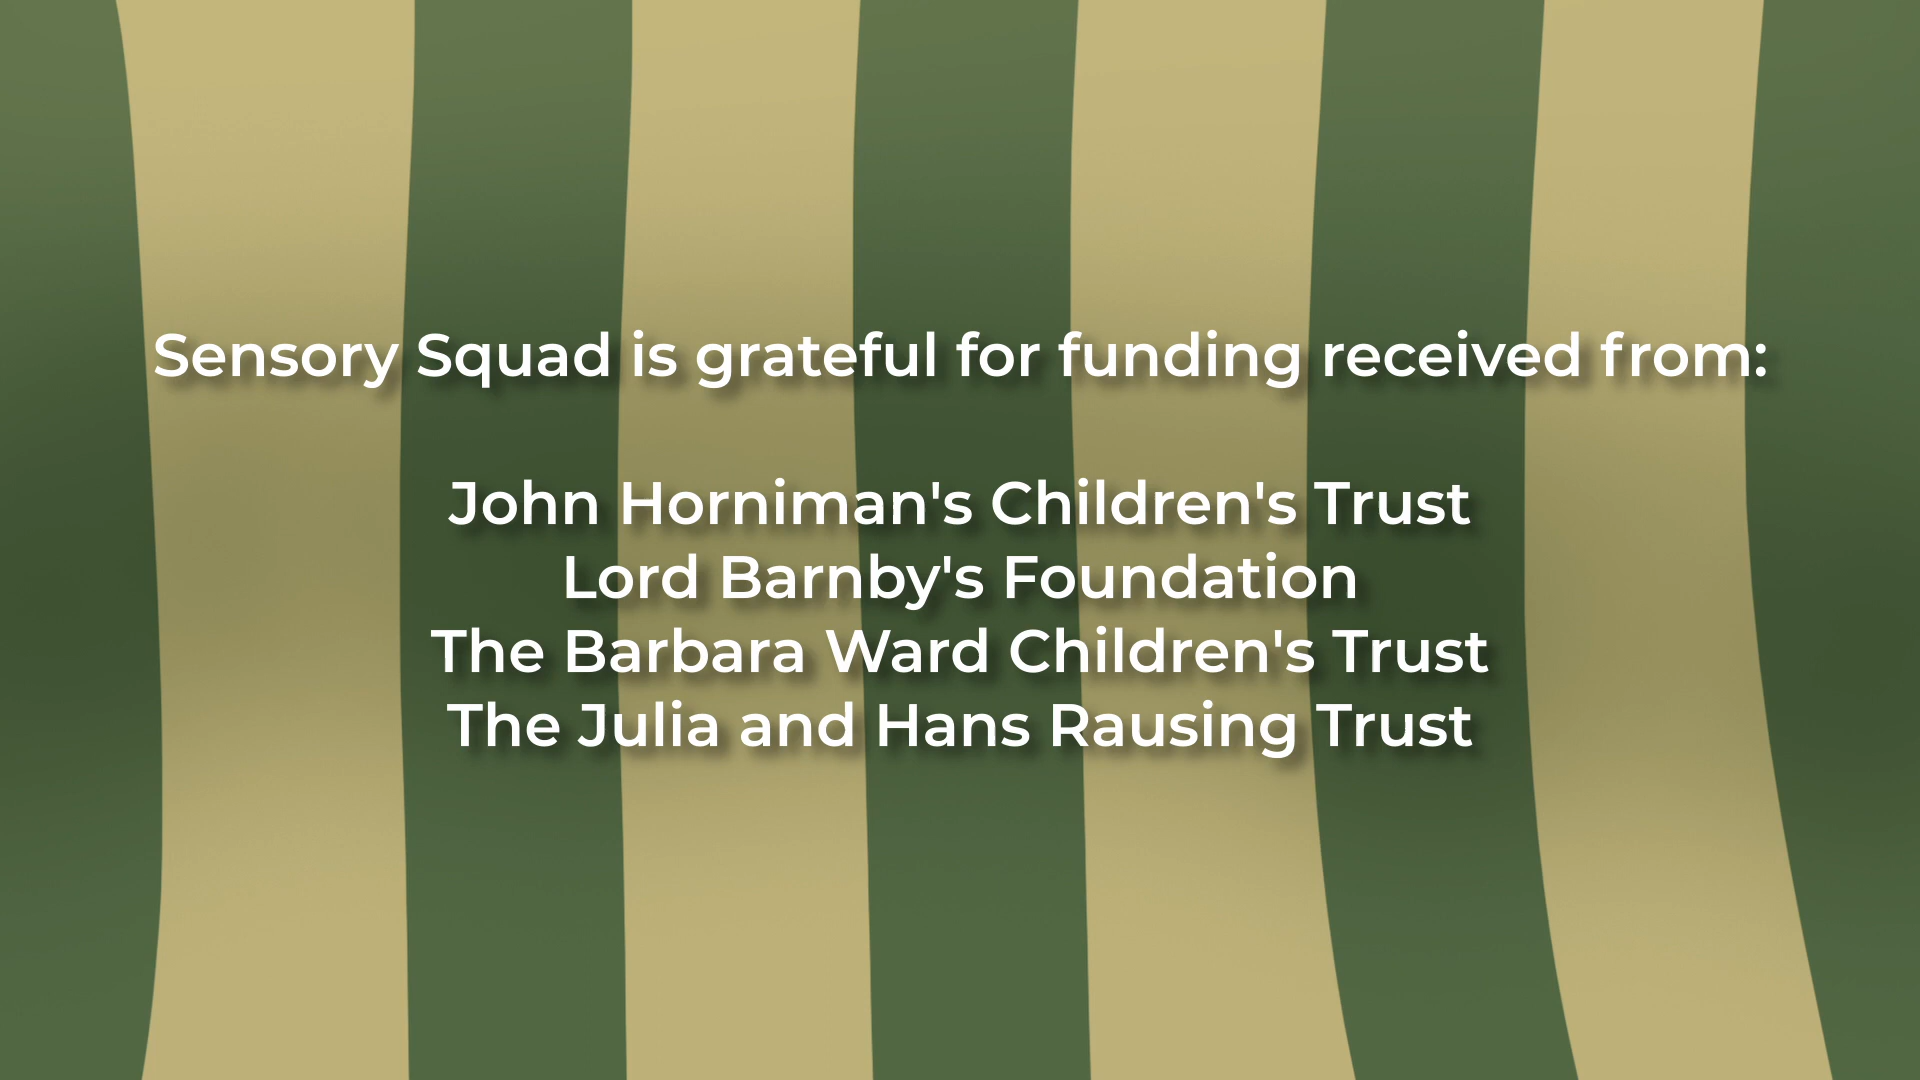 Sensory Squad is grateful for funding received from:
John Horniman's Children's Trust
Lord Barnby's Foundation
The Barbara Ward Children's Trust
The Julia and Hans Rausing Trust